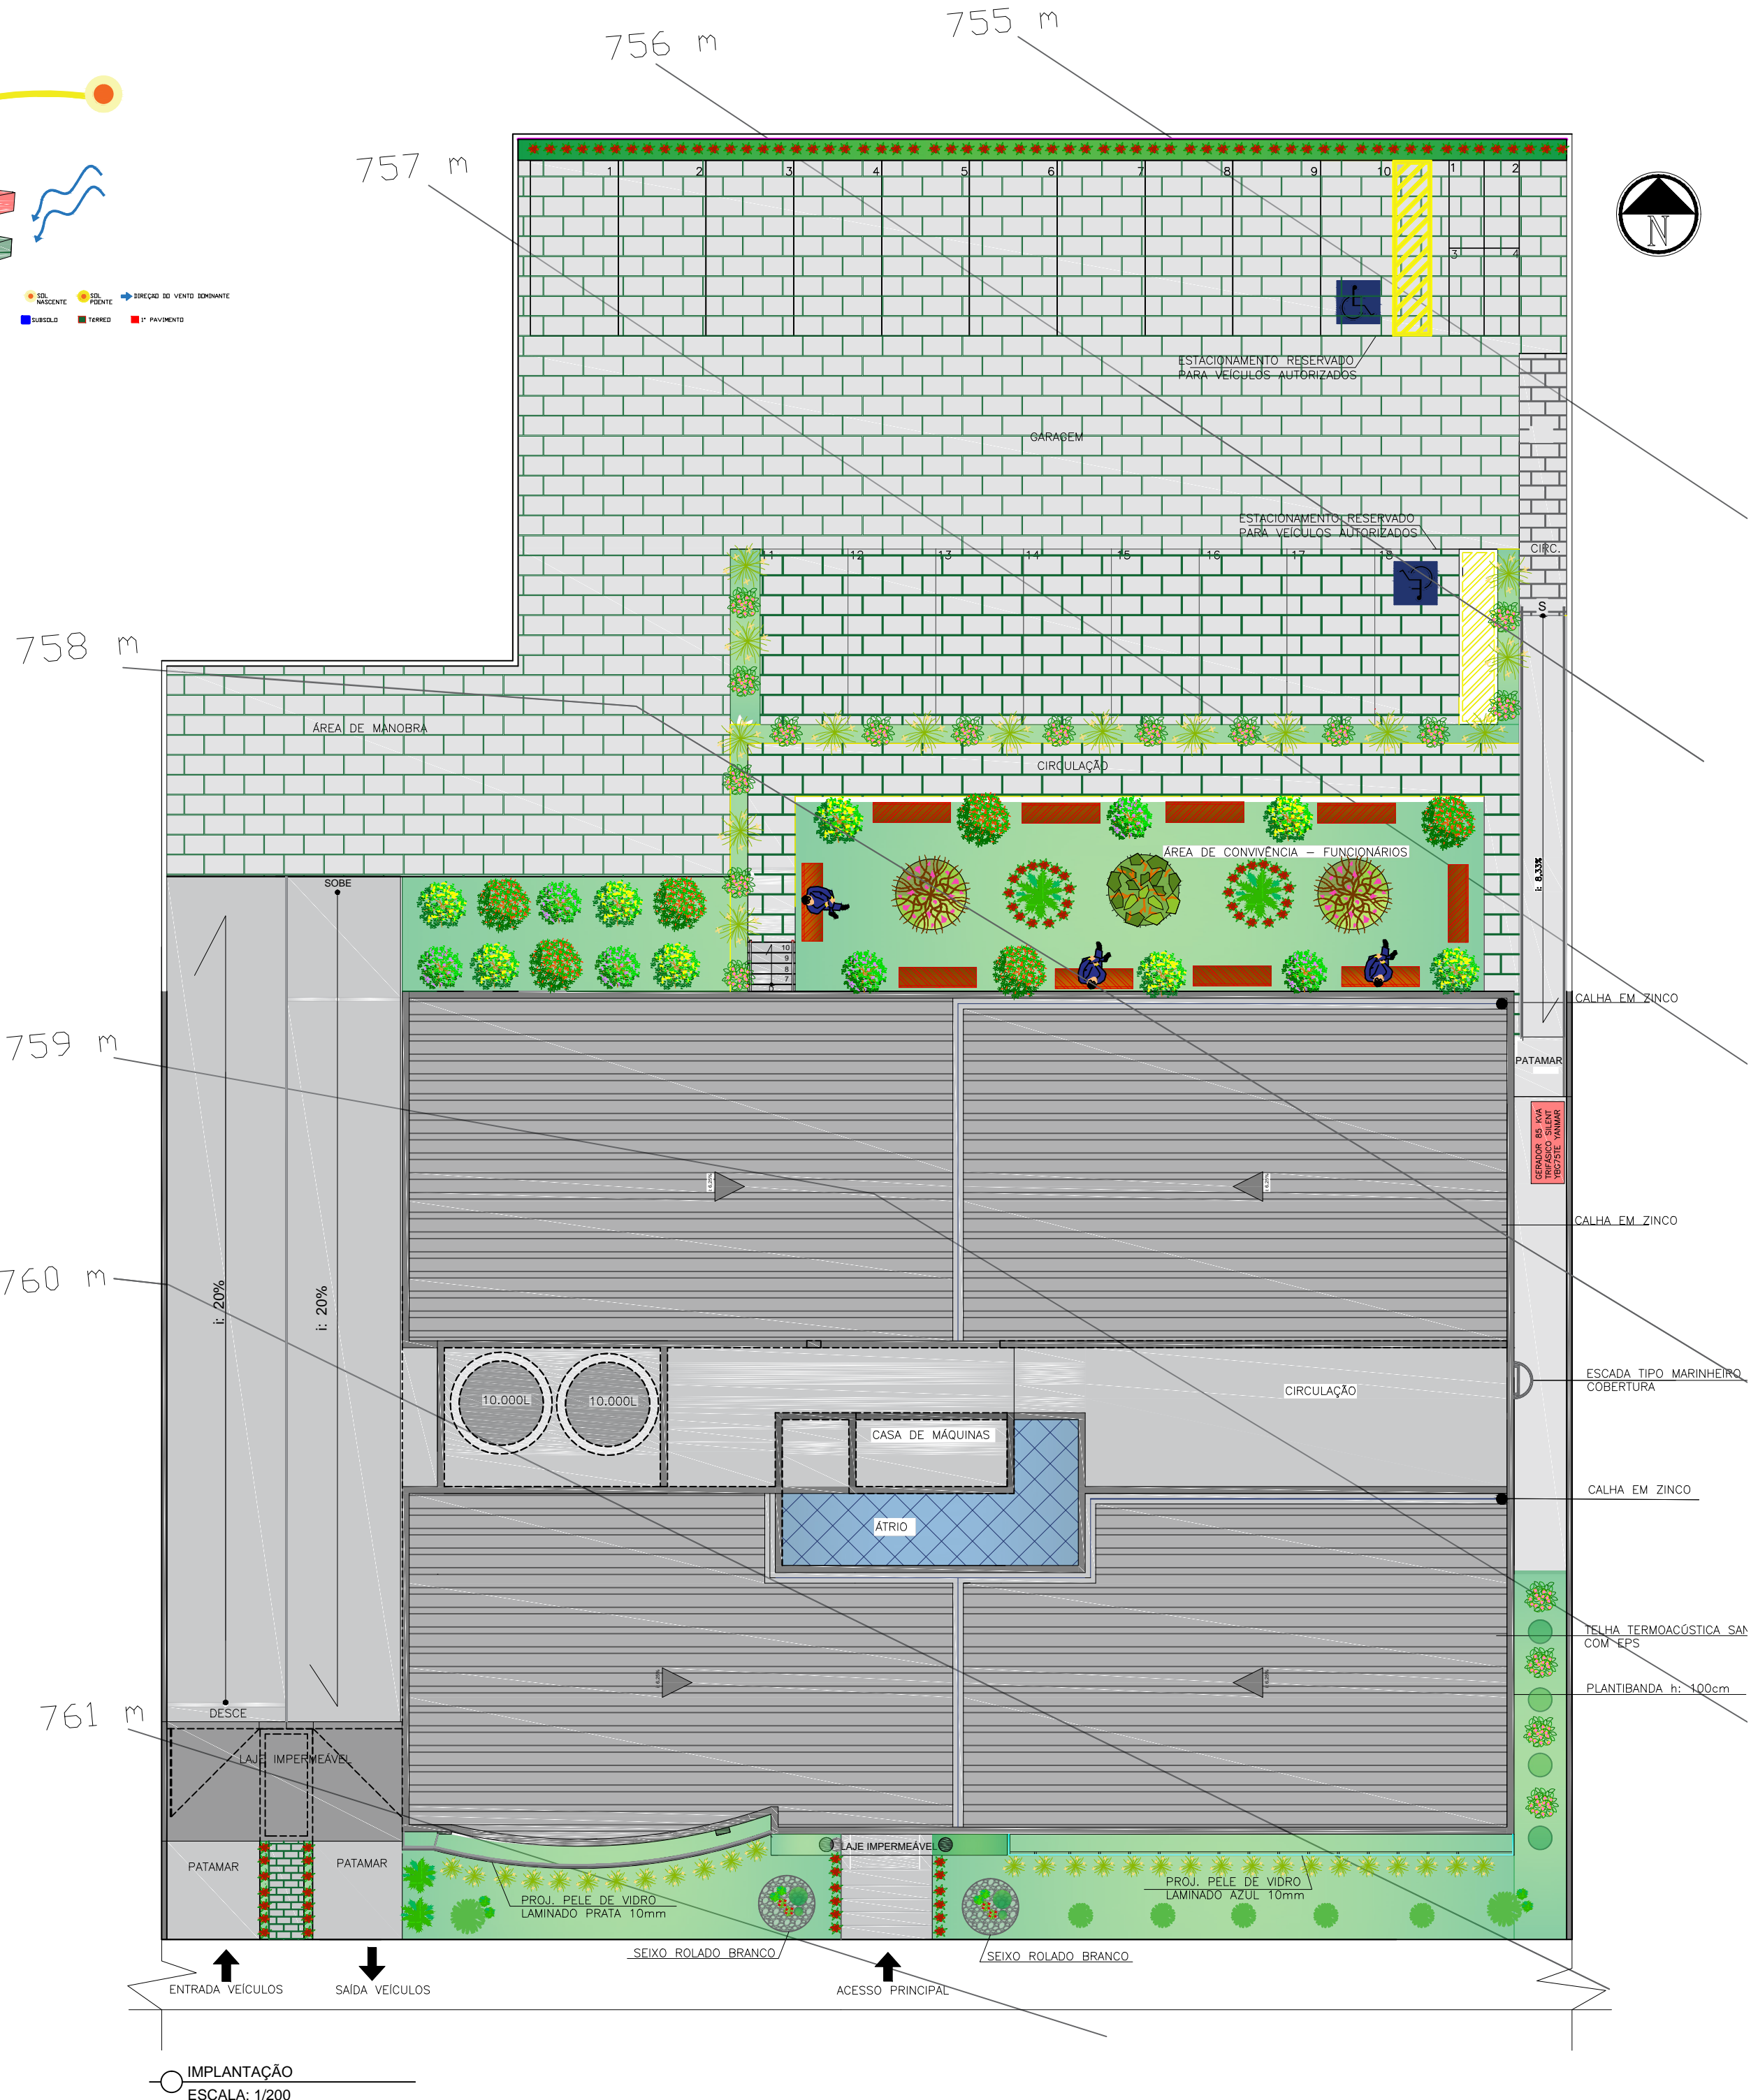 755 m
756 m
757 m
SOL
NASCENTE
SOL
POENTE
DIREÇÃO DO VENTO DOMINANTE
SUBSOLO
TÉRREO
1° PAVIMENTO
N
1
2
3
4
5
6
7
8
9
10
1
2
3
4
ESTACIONAMENTO RESERVADO
PARA VEÍCULOS AUTORIZADOS
GARAGEM
ESTACIONAMENTO RESERVADO
PARA VEÍCULOS AUTORIZADOS
CIRC.
11
12
13
14
15
16
17
18
S
758 m
ÁREA DE MANOBRA
CIRCULAÇÃO
ÁREA DE CONVIVÊNCIA – FUNCIONÁRIOS
i: 8,33%
SOBE
10
9
8
7
CALHA EM ZINCO
759 m
PATAMAR
GERADOR 85 KVA
TRIFÁSICO SILENT
YBG75TE YANMAR
CALHA EM ZINCO
760 m
i: 20%
i: 20%
10.000L
10.000L
CIRCULAÇÃO
ESCADA TIPO MARINHEIRO
COBERTURA
CASA DE MÁQUINAS
CALHA EM ZINCO
ÁTRIO
TELHA TERMOACÚSTICA SAN
COM EPS
PLANTIBANDA h: 100cm
761 m
DESCE
LAJE IMPERMEÁVEL
LAJE IMPERMEÁVEL
PATAMAR
PATAMAR
PROJ. PELE DE VIDRO
LAMINADO PRATA 10mm
PROJ. PELE DE VIDRO
LAMINADO AZUL 10mm
SEIXO ROLADO BRANCO
SEIXO ROLADO BRANCO
ENTRADA VEÍCULOS
SAÍDA VEÍCULOS
ACESSO PRINCIPAL
IMPLANTAÇÃO
ESCALA: 1/200